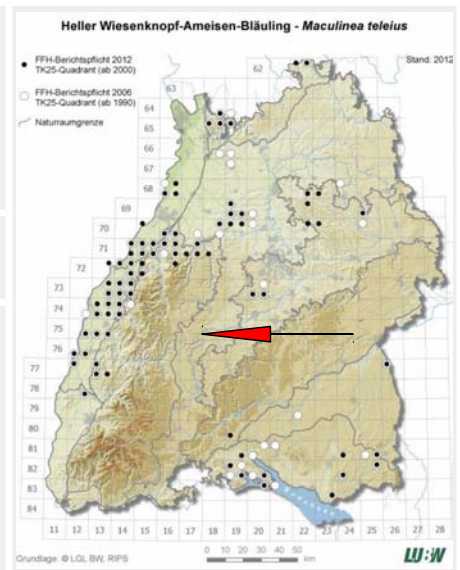 Heller Wiesenknopf-Ameisen-Bläuling - Maculinea teleius
FFH-Berichtspflicht 2012
TK25-Quadrant (ab 2000)
FFH-Berichtspflicht 2006
TK25-Quadrant (ab 1990)
Naturraumgrenze
Stand: 2012
62
63
64
65
66
67
68
69
70
71
72
73
74
75
76
77
78
79
80
81
82
83
84
11 12 13 14 15 16 17 18 19 20 21 22 23 24 25 26 27 28
0 10 20 30 40 50
km
Grundlage: © LGL BW, RIPS
LU:W